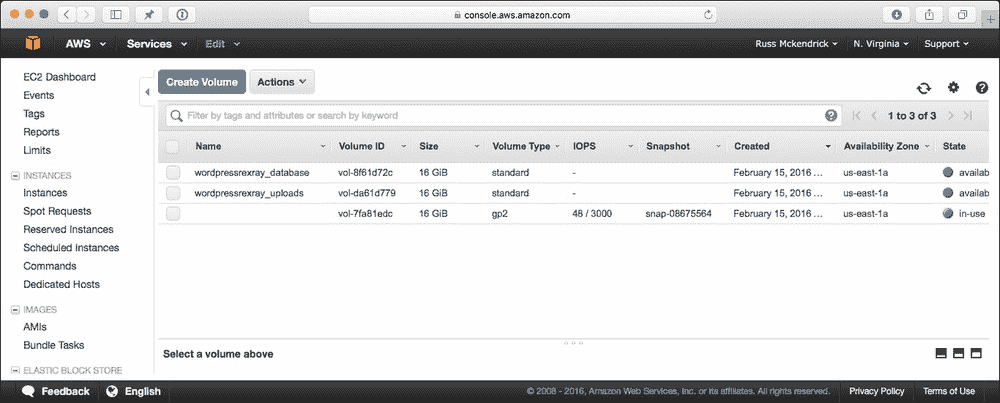 console.aws.amazon.com
AWS Services Edit Russ Mckendrick N. Virginia Support
EC2 Dashboard
Events
Tags
Reports
Limits
INSTANCES
Instances
Spot Requests
Reserved Instances
Scheduled Instances
Commands
Dedicated Hosts
IMAGES
AMIs
Bundle Tasks
ELASTIC BLOCK STORE
Create Volume Actions
Filter by tags and attributes or search by keyword
1 to 3 of 3
Name Volume ID Size Volume Type IOPS Snapshot Created Availability Zone State
wordpressrexray_database vol-8f61d72c 16 GiB standard - February 15, 2016 ... us-east-1a availab
wordpressrexray_uploads vol-da61d779 16 GiB standard - February 15, 2016 ... us-east-1a availab
vol-7fa81edc 16 GiB gp2 48 / 3000 snap-08675564 February 15, 2016 ... us-east-1a in-use
Select a volume above
Feedback English © 2008 - 2016, Amazon Web Services, Inc. or its affiliates. All rights reserved. Privacy Policy Terms of Use